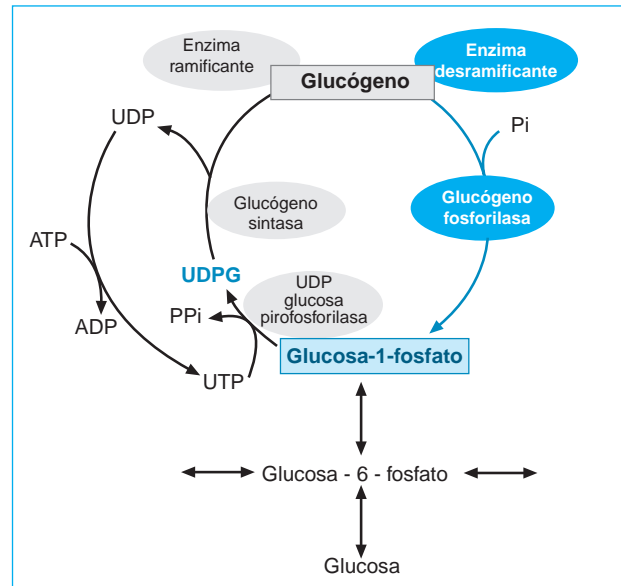 Enzima
ramificante
Enzima
desramificante
Glucógeno
UDP
Pi
Glucógeno
sintasa
Glucógeno
fosforilasa
ATP
UDPG
UDP
glucosa
pirofosforilasa
PPi
ADP
Glucosa-1-fosfato
UTP
Glucosa - 6 - fosfato
Glucosa